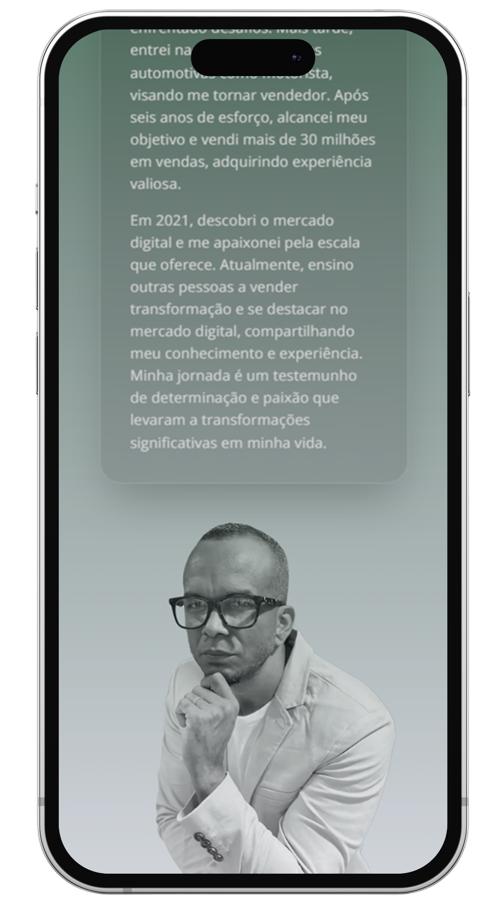 enfrentado desafios. Mais tarde,
entrei na s
automotivas como motorista,
visando me tornar vendedor. Após
seis anos de esforço, alcancei meu
objetivo e vendi mais de 30 milhões
em vendas, adquirindo experiência
valiosa.
Em 2021, descobri o mercado
digital e me apaixonei pela escala
que oferece. Atualmente, ensino
outras pessoas a vender
transformação e se destacar no
mercado digital, compartilhando
meu conhecimento e experiência.
Minha jornada é um testemunho
de determinação e paixão que
levaram a transformações
significativas em minha vida.